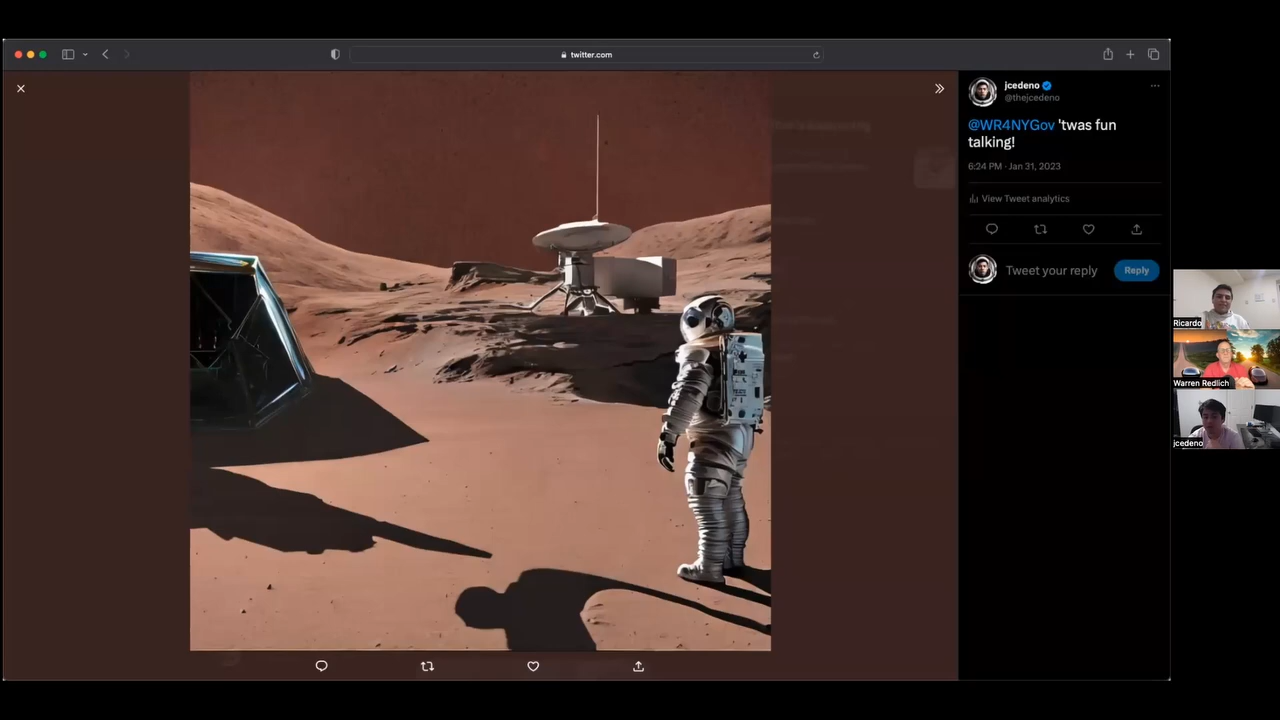 twitter.com
jcedeno
@thejcedeno
@WR4NYGov 'twas fun
talking!
6:24 PM · Jan 31, 2023
View Tweet analytics
Tweet your reply
Reply
Ricardo
Warren Redlich
jcedeno